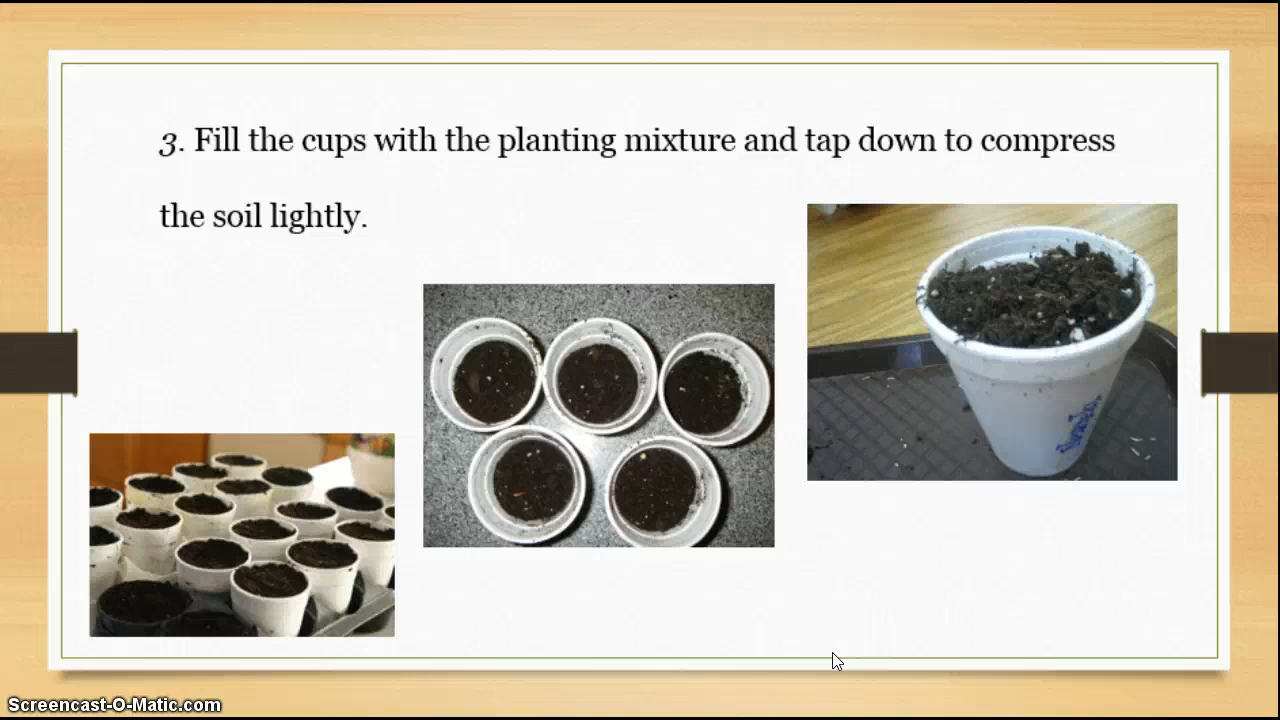 3. Fill the cups with the planting mixture and tap down to compress
the soil lightly.
Screencast-O-Matic.com